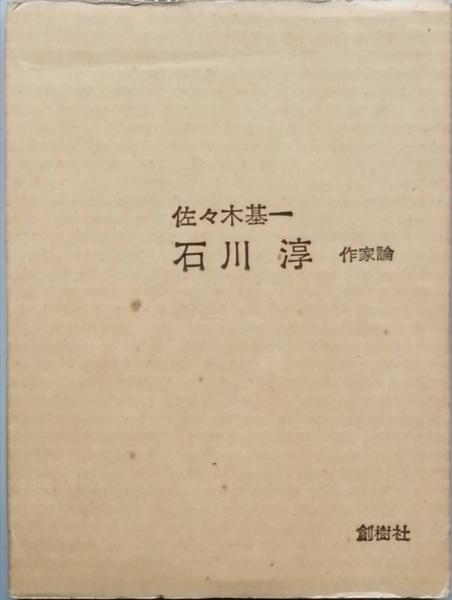 佐々木基一
石川淳 作家論
創樹社